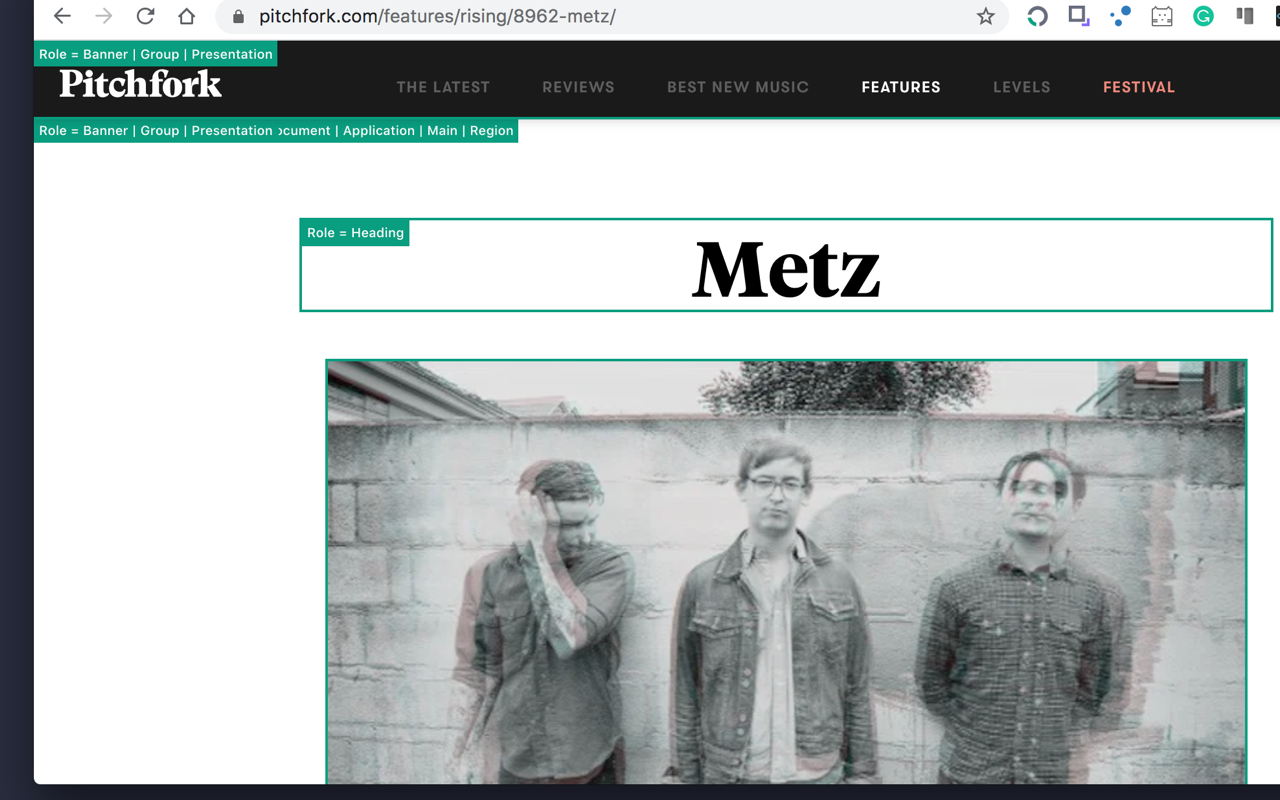 pitchfork.com/features/rising/8962-metz/
Role = Banner | Group | Presentation
Pitchfork
THE LATEST REVIEWS BEST NEW MUSIC FEATURES LEVELS FESTIVAL
Role = Banner | Group | Presentation ocument | Application | Main | Region
Role = Heading
Metz